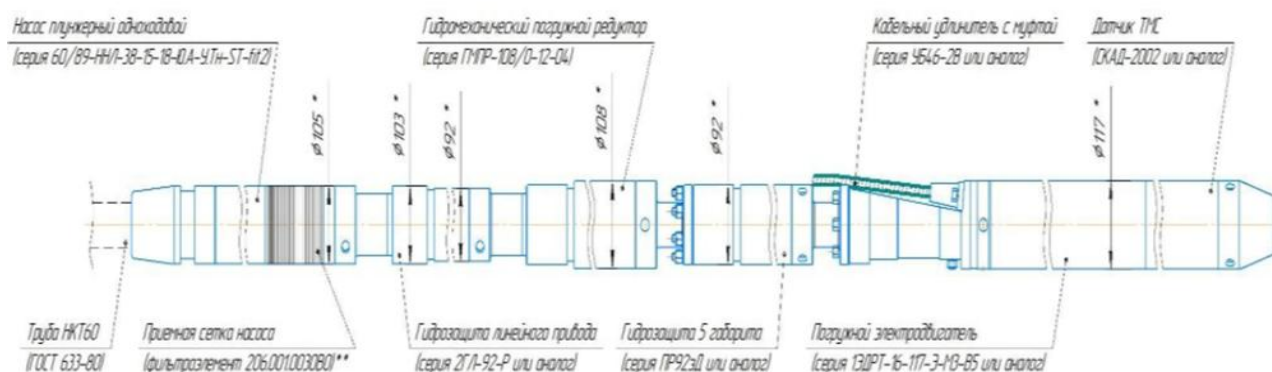 Насос плунжерный одноходовой
(серия 60/89-ННЛ-38-15-18-Ю.А-У.Тн-ST-fit2)
Гидромеханический погружной редуктор
(серия ГМПР-108/0-12-04)
Кабельный удлинитель с муфтой
(серия УБ46-2В или аналог)
Датчик ТМС
(СКАД-2002 или аналог)
Ø105 *
Ø103 *
Ø92 *
Ø108 *
Ø92 *
Ø117 *
Труба НКТ60
(ГОСТ 633-80)
Приемная сетка насоса
(фильтроэлемент 206.001.003080)**
Гидрозащита линейного привода
(серия 2ГЛ-92-Р или аналог)
Гидрозащита 5 габарита
(серия ПР92эД или аналог)
Погружной электродвигатель
(серия 1ЭДРТ-16-117-3-М3-В5 или аналог)